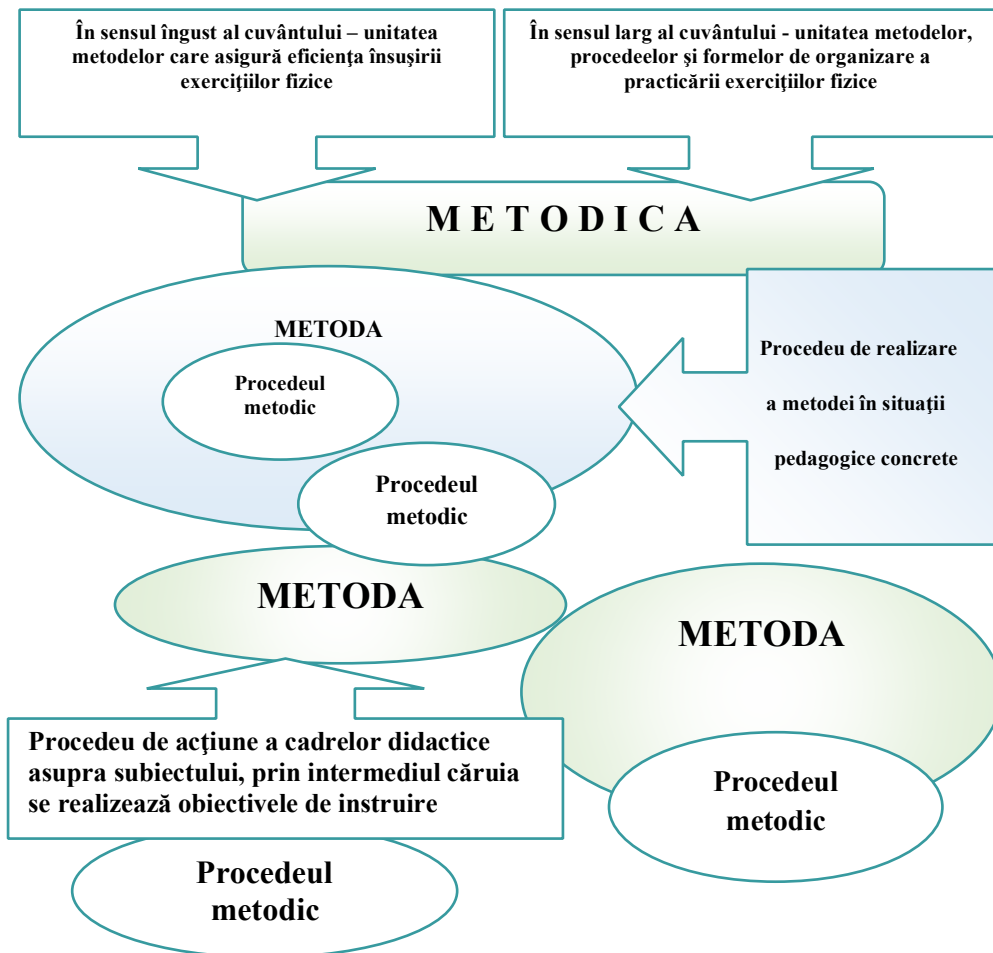 În sensul îngust al cuvântului – unitatea
metodelor care asigură eficienţa însuşirii
exerciţiilor fizice
În sensul larg al cuvântului - unitatea metodelor,
procedeelor şi formelor de organizare a
practicării exerciţiilor fizice
M E T O D I C A
METODA
Procedeul
metodic
Procedeu de realizare
a metodei în situaţii
pedagogice concrete
Procedeul
metodic
METODA
METODA
Procedeu de acţiune a cadrelor didactice
asupra subiectului, prin intermediul căruia
se realizează obiectivele de instruire
Procedeul
metodic
Procedeul
metodic